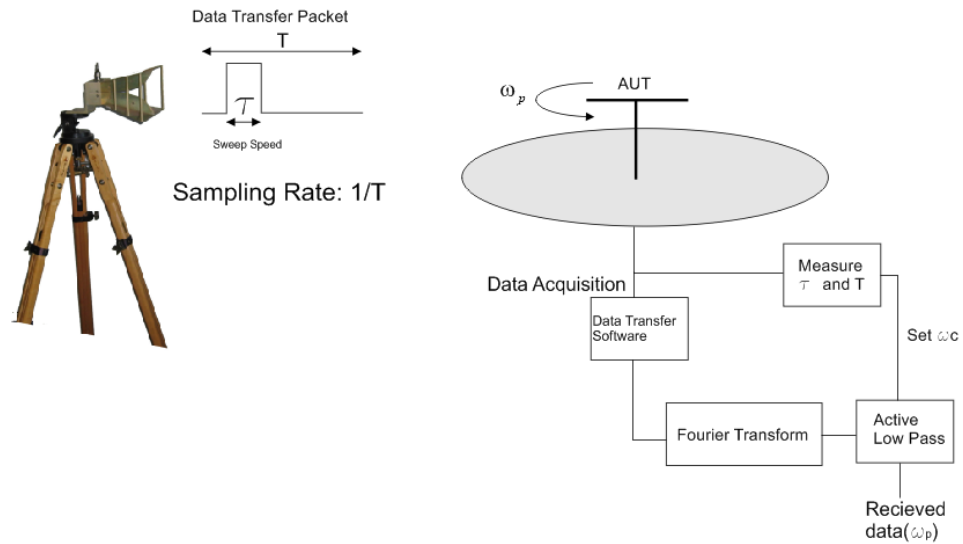 Data Transfer Packet
T
τ
Sweep Speed
Sampling Rate: 1/T
AUT
ωp
Data Acquisition
Measure
τ and T
Data Transfer
Software
Set ωc
Fourier Transform
Active
Low Pass
Recieved
data(ωp)